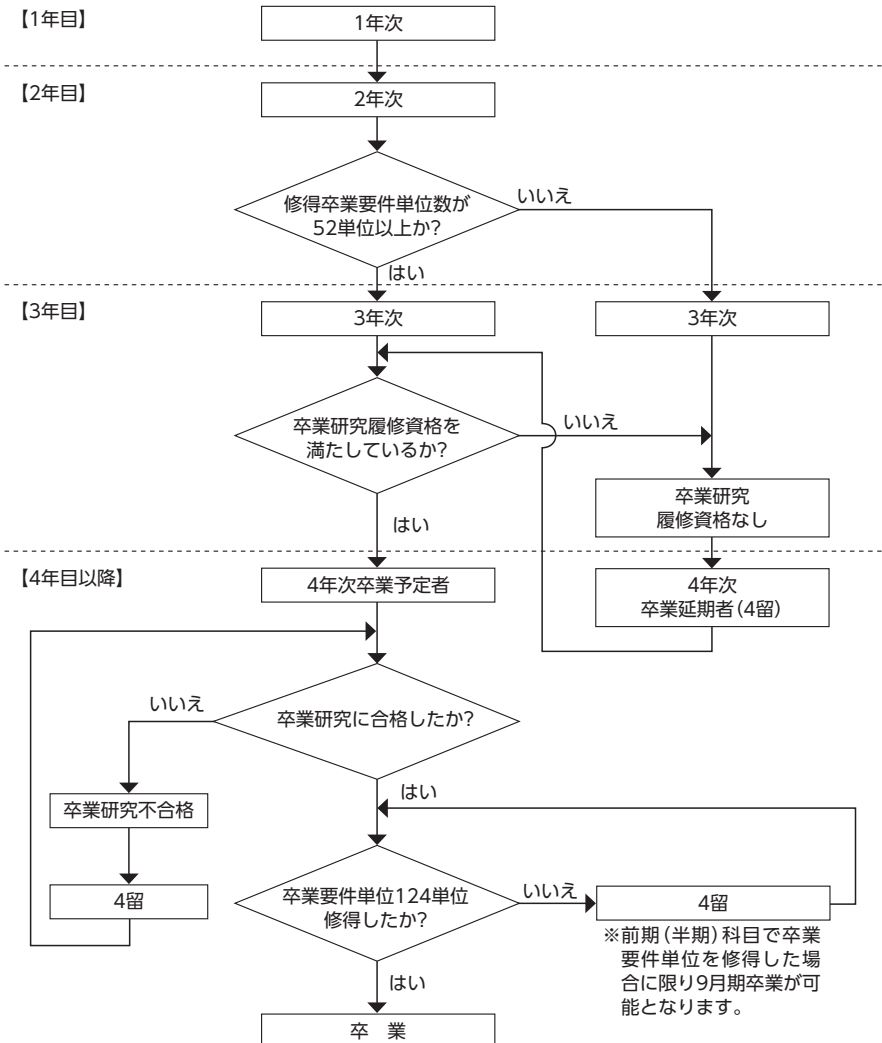 【1年目】
1年次
【2年目】
2年次
修得卒業要件単位数が
52単位以上か?
いいえ
はい
【3年目】
3年次
3年次
卒業研究履修資格を
満たしているか?
いいえ
卒業研究
履修資格なし
はい
【4年目以降】
4年次卒業予定者
4年次
卒業延期者(4留)
いいえ
卒業研究に合格したか?
はい
卒業研究不合格
4留
卒業要件単位124単位
修得したか?
いいえ
4留
※前期(半期)科目で卒業
要件単位を修得した場
合に限り9月期卒業が可
能となります。
はい
卒　業